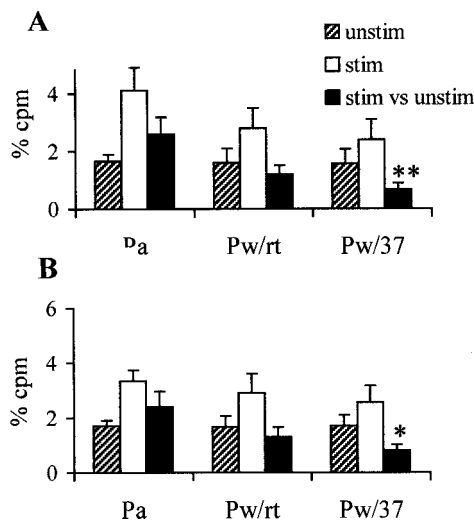 A
unstim
stim
stim vs unstim
% cpm
4
2
0
**
Pa Pw/rt Pw/37
B
% cpm
6
4
2
0
*
Pa Pw/rt Pw/37